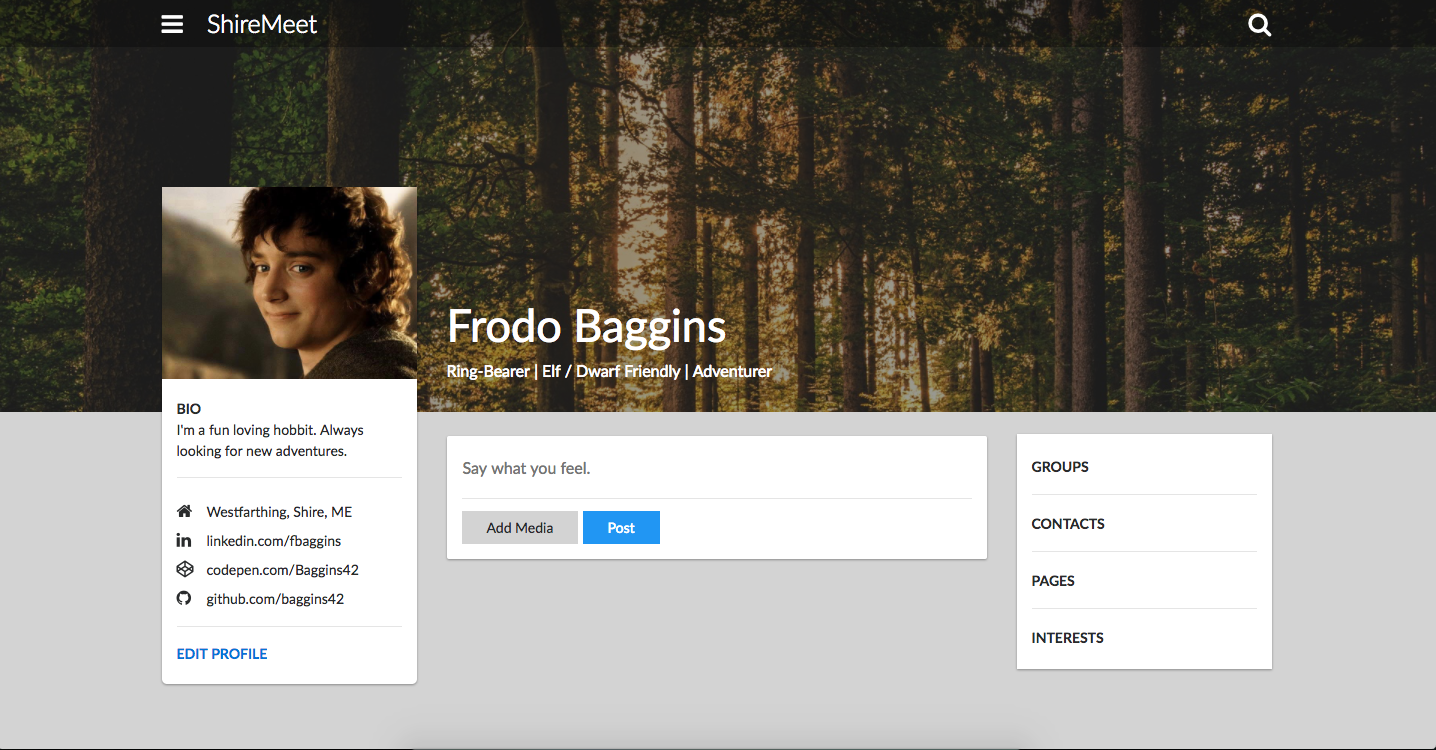 ShireMeet
Frodo Baggins
Ring-Bearer | Elf / Dwarf Friendly | Adventurer
BIO
I'm a fun loving hobbit. Always
looking for new adventures.
Westfarthing, Shire, ME
linkedin.com/fbaggins
codepen.com/Baggins42
github.com/baggins42
EDIT PROFILE
Say what you feel.
Add Media
Post
GROUPS
CONTACTS
PAGES
INTERESTS